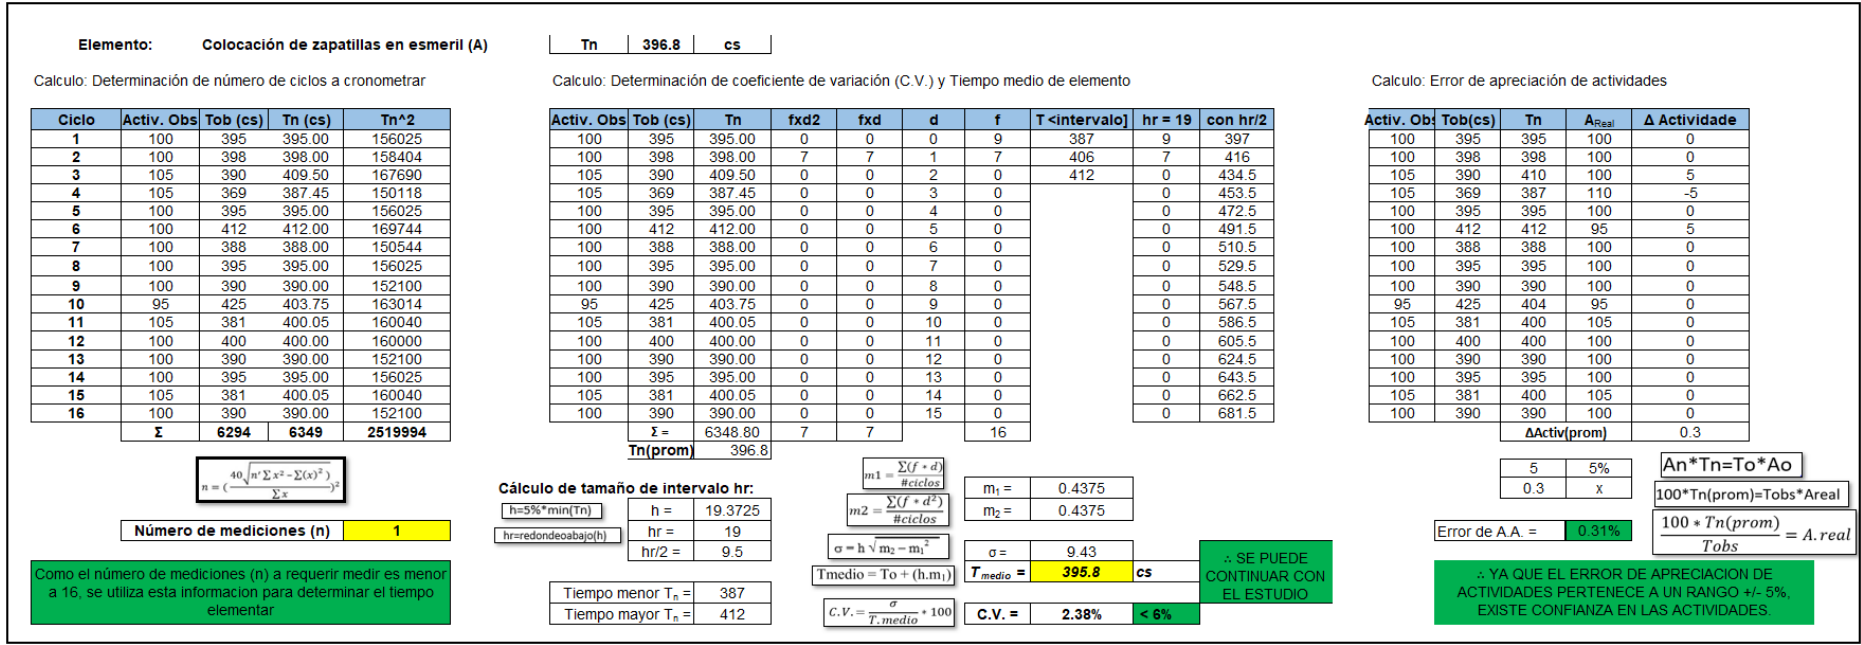 Elemento: Colocación de zapatillas en esmeril (A) Tn 396.8 cs
Calculo: Determinación de número de ciclos a cronometrar
Ciclo Activ. Obs Tob (cs) Tn (cs) Tn^2
1 100 395 395.00 156025
2 100 398 398.00 158404
3 105 390 409.50 167690
4 105 369 387.45 150118
5 100 395 395.00 156025
6 100 412 412.00 169744
7 100 388 388.00 150544
8 100 395 395.00 156025
9 100 390 390.00 152100
10 95 425 403.75 163014
11 105 381 400.05 160040
12 100 400 400.00 160000
13 100 390 390.00 152100
14 100 395 395.00 156025
15 105 381 400.05 160040
16 100 390 390.00 152100
Σ 6294 6349 2519994
n = (40√(n'Σx² − Σ(x)²) / Σx)²
Número de mediciones (n) 1
Como el número de mediciones (n) a requerir medir es menor
a 16, se utiliza esta informacion para determinar el tiempo
elementar
Calculo: Determinación de coeficiente de variación (C.V.) y Tiempo medio de elemento
Activ. Obs Tob (cs) Tn fxd2 fxd d f T <intervalo] hr = 19 con hr/2
100 395 395.00 0 0 0 9 387 9 397
100 398 398.00 7 7 1 7 406 7 416
105 390 409.50 0 0 2 0 412 0 434.5
105 369 387.45 0 0 3 0 0 453.5
100 395 395.00 0 0 4 0 0 472.5
100 412 412.00 0 0 5 0 0 491.5
100 388 388.00 0 0 6 0 0 510.5
100 395 395.00 0 0 7 0 0 529.5
100 390 390.00 0 0 8 0 0 548.5
95 425 403.75 0 0 9 0 0 567.5
105 381 400.05 0 0 10 0 0 586.5
100 400 400.00 0 0 11 0 0 605.5
100 390 390.00 0 0 12 0 0 624.5
100 395 395.00 0 0 13 0 0 643.5
105 381 400.05 0 0 14 0 0 662.5
100 390 390.00 0 0 15 0 0 681.5
Σ = 6348.80 7 7 16
Tn(prom) 396.8
Cálculo de tamaño de intervalo hr:
h=5%*min(Tn) h = 19.3725
hr=redondeoabajo(h) hr = 19
hr/2 = 9.5
Tiempo menor Tn = 387
Tiempo mayor Tn = 412
m1 = Σ(f * d) / #ciclos
m2 = Σ(f * d²) / #ciclos
σ = h √(m₂ − m₁²)
Tmedio = To + (h.m₁)
C.V. = σ / T.medio * 100
m₁ = 0.4375
m₂ = 0.4375
σ = 9.43
Tmedio = 395.8 cs
C.V. = 2.38% < 6%
∴ SE PUEDE
CONTINUAR CON
EL ESTUDIO
Calculo: Error de apreciación de actividades
Activ. Obs Tob(cs) Tn AReal Δ Actividade
100 395 395 100 0
100 398 398 100 0
105 390 410 100 5
105 369 387 110 -5
100 395 395 100 0
100 412 412 95 5
100 388 388 100 0
100 395 395 100 0
100 390 390 100 0
95 425 404 95 0
105 381 400 105 0
100 400 400 100 0
100 390 390 100 0
100 395 395 100 0
105 381 400 105 0
100 390 390 100 0
ΔActiv(prom) 0.3
5 5%
0.3 x
Error de A.A. = 0.31%
An*Tn=To*Ao
100*Tn(prom)=Tobs*Areal
100 * Tn(prom) / Tobs = A.real
∴ YA QUE EL ERROR DE APRECIACION DE
ACTIVIDADES PERTENECE A UN RANGO +/- 5%,
EXISTE CONFIANZA EN LAS ACTIVIDADES.